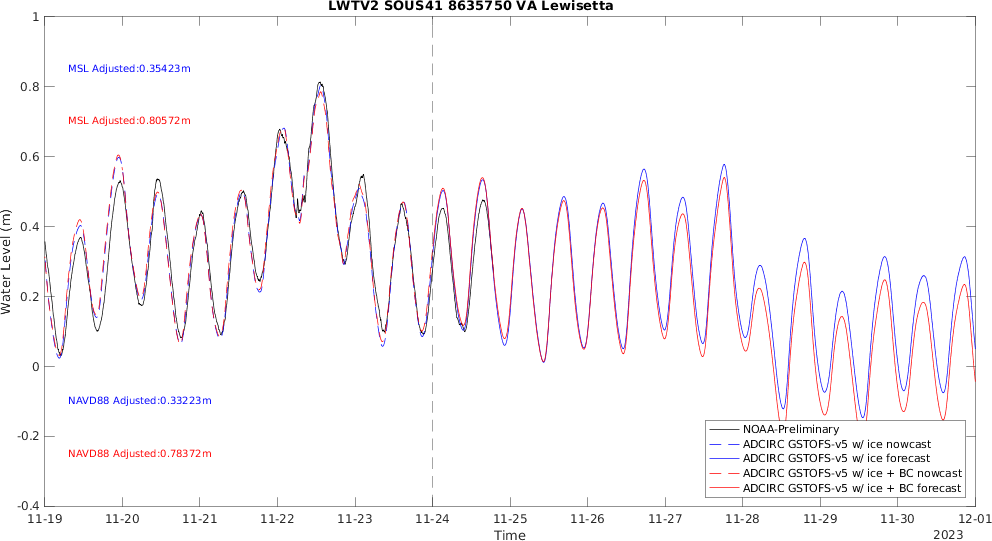 LWTV2 SOUS41 8635750 VA Lewisetta
1
0.8
0.6
0.4
0.2
0
-0.2
-0.4
Water Level (m)
MSL Adjusted:0.35423m
MSL Adjusted:0.80572m
NAVD88 Adjusted:0.33223m
NAVD88 Adjusted:0.78372m
NOAA-Preliminary
ADCIRC GSTOFS-v5 w/ ice nowcast
ADCIRC GSTOFS-v5 w/ ice forecast
ADCIRC GSTOFS-v5 w/ ice + BC nowcast
ADCIRC GSTOFS-v5 w/ ice + BC forecast
11-19 11-20 11-21 11-22 11-23 11-24 11-25 11-26 11-27 11-28 11-29 11-30 12-01
Time
2023